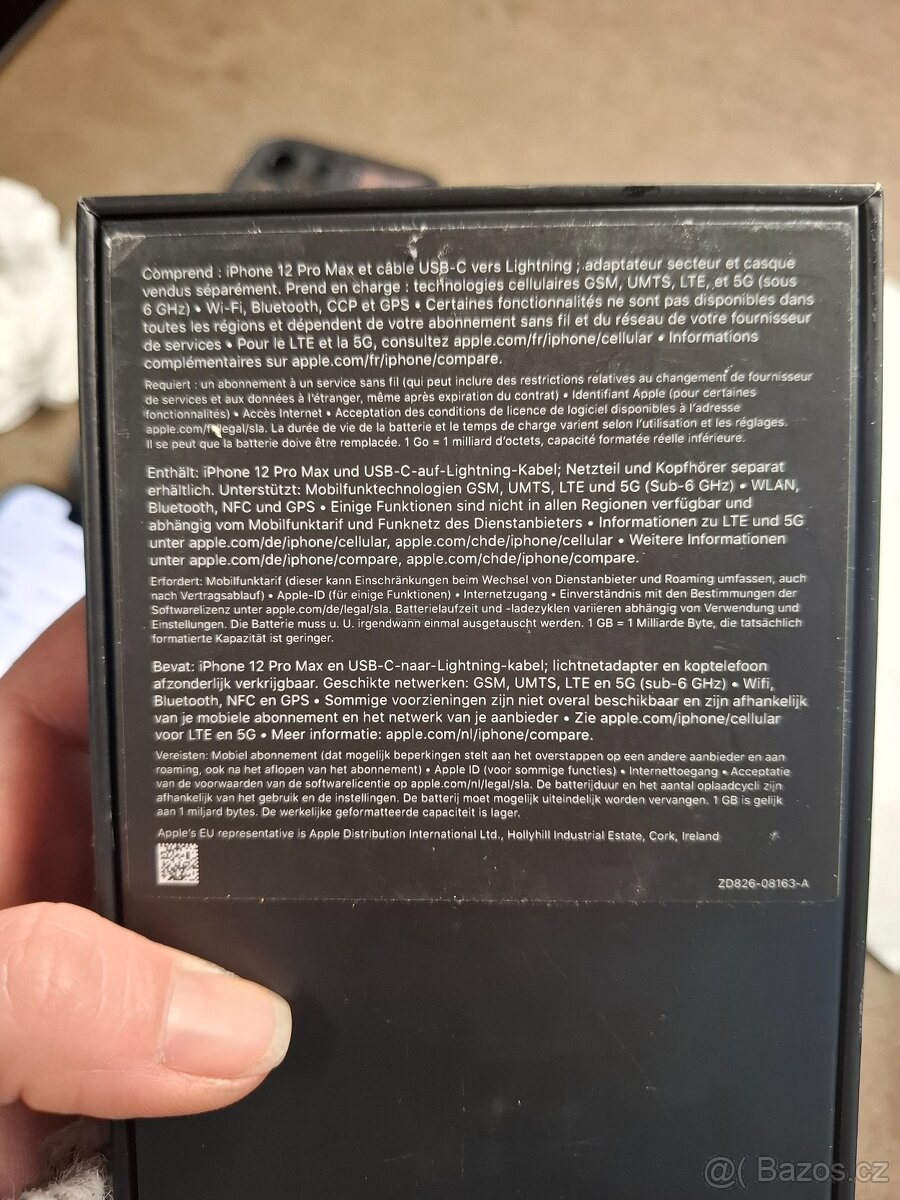 Comprend : iPhone 12 Pro Max et câble USB-C vers Lightning ; adaptateur secteur et casque
vendus séparément. Prend en charge : technologies cellulaires GSM, UMTS, LTE, et 5G (sous
6 GHz) • Wi-Fi, Bluetooth, CCP et GPS • Certaines fonctionnalités ne sont pas disponibles dans
toutes les régions et dépendent de votre abonnement sans fil et du réseau de votre fournisseur
de services • Pour le LTE et la 5G, consultez apple.com/fr/iphone/cellular • Informations
complémentaires sur apple.com/fr/iphone/compare.
Requiert : un abonnement à un service sans fil (qui peut inclure des restrictions relatives au changement de fournisseur
de services et aux données à l'étranger, même après expiration du contrat) • Identifiant Apple (pour certaines
fonctionnalités) • Accès Internet • Acceptation des conditions de licence de logiciel disponibles à l'adresse
apple.com/fr/legal/sla. La durée de vie de la batterie et le temps de charge varient selon l'utilisation et les réglages.
Il se peut que la batterie doive être remplacée. 1 Go = 1 milliard d'octets, capacité formatée réelle inférieure.
Enthält: iPhone 12 Pro Max und USB-C-auf-Lightning-Kabel; Netzteil und Kopfhörer separat
erhältlich. Unterstützt: Mobilfunktechnologien GSM, UMTS, LTE und 5G (Sub-6 GHz) • WLAN,
Bluetooth, NFC und GPS • Einige Funktionen sind nicht in allen Regionen verfügbar und
abhängig vom Mobilfunktarif und Funknetz des Dienstanbieters • Informationen zu LTE und 5G
unter apple.com/de/iphone/cellular, apple.com/chde/iphone/cellular • Weitere Informationen
unter apple.com/de/iphone/compare, apple.com/chde/iphone/compare.
Erfordert: Mobilfunktarif (dieser kann Einschränkungen beim Wechsel von Dienstanbieter und Roaming umfassen, auch
nach Vertragsablauf) • Apple-ID (für einige Funktionen) • Internetzugang • Einverständnis mit den Bestimmungen der
Softwarelizenz unter apple.com/de/legal/sla. Batterielaufzeit und -ladezyklen variieren abhängig von Verwendung und
Einstellungen. Die Batterie muss u. U. irgendwann einmal ausgetauscht werden. 1 GB = 1 Milliarde Byte, die tatsächlich
formatierte Kapazität ist geringer.
Bevat: iPhone 12 Pro Max en USB-C-naar-Lightning-kabel; lichtnetadapter en koptelefoon
afzonderlijk verkrijgbaar. Geschikte netwerken: GSM, UMTS, LTE en 5G (sub-6 GHz) • Wifi,
Bluetooth, NFC en GPS • Sommige voorzieningen zijn niet overal beschikbaar en zijn afhankelijk
van je mobiele abonnement en het netwerk van je aanbieder • Zie apple.com/iphone/cellular
voor LTE en 5G • Meer informatie: apple.com/nl/iphone/compare.
Vereisten: Mobiel abonnement (dat mogelijk beperkingen stelt aan het overstappen op een andere aanbieder en aan
roaming, ook na het aflopen van het abonnement) • Apple ID (voor sommige functies) • Internettoegang • Acceptatie
van de voorwaarden van de softwarelicentie op apple.com/nl/legal/sla. De batterijduur en het aantal oplaadcycli zijn
afhankelijk van het gebruik en de instellingen. De batterij moet mogelijk uiteindelijk worden vervangen. 1 GB is gelijk
aan 1 miljard bytes. De werkelijke geformatteerde capaciteit is lager.
Apple's EU representative is Apple Distribution International Ltd., Hollyhill Industrial Estate, Cork, Ireland
ZD826-08163-A
@( Bazos.cz